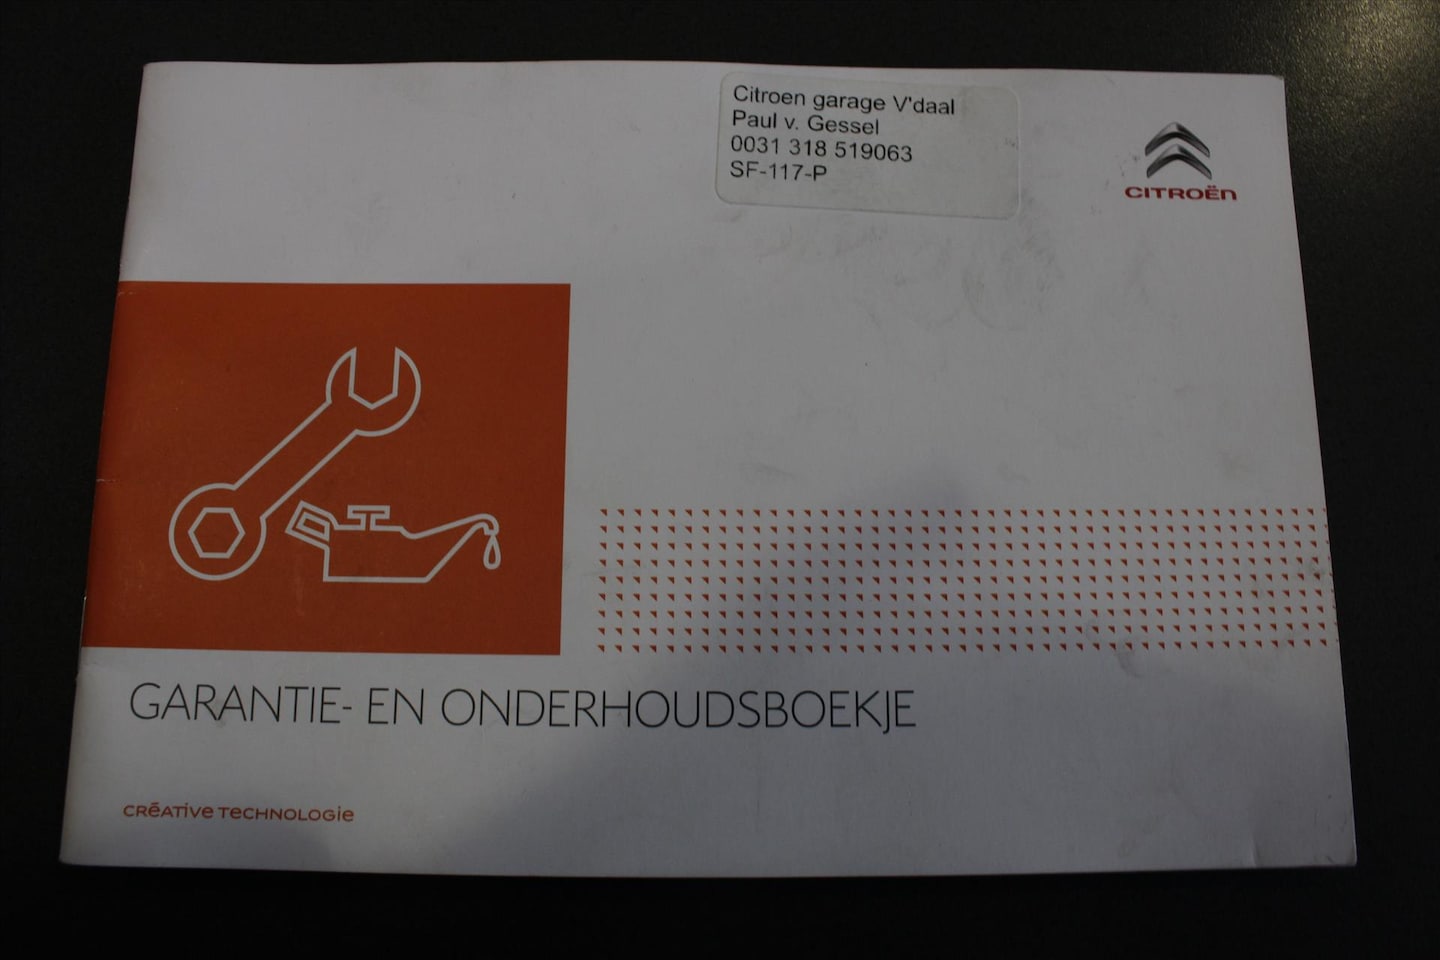 Citroen garage V'daal
Paul v. Gessel
0031 318 519063
SF-117-P
CITROËN
GARANTIE- EN ONDERHOUDSBOEKJE
CRÉATIVE TECHNOLOGIE